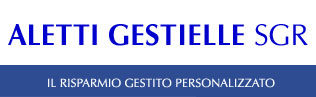 ALETTI GESTIELLE SGR
IL RISPARMIO GESTITO PERSONALIZZATO